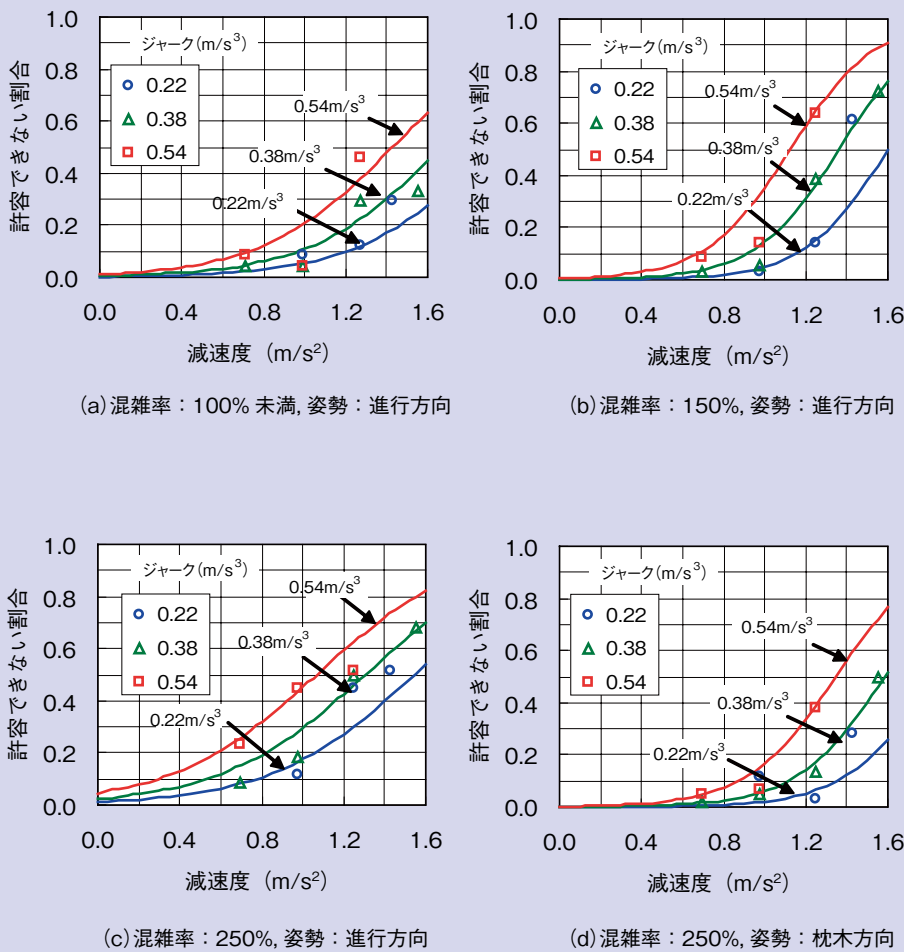 1.0
0.8
0.6
0.4
0.2
0.0
許容できない割合
ジャーク(m/s³)
0.22
0.38
0.54
0.54m/s³
0.38m/s³
0.22m/s³
0.0 0.4 0.8 1.2 1.6
減速度（m/s²）
(a)混雑率：100% 未満, 姿勢：進行方向
1.0
0.8
0.6
0.4
0.2
0.0
許容できない割合
ジャーク(m/s³)
0.22
0.38
0.54
0.54m/s³
0.38m/s³
0.22m/s³
0.0 0.4 0.8 1.2 1.6
減速度（m/s²）
(b)混雑率：150%, 姿勢：進行方向
1.0
0.8
0.6
0.4
0.2
0.0
許容できない割合
ジャーク(m/s³)
0.22
0.38
0.54
0.54m/s³
0.38m/s³
0.22m/s³
0.0 0.4 0.8 1.2 1.6
減速度（m/s²）
(c)混雑率：250%, 姿勢：進行方向
1.0
0.8
0.6
0.4
0.2
0.0
許容できない割合
ジャーク(m/s³)
0.22
0.38
0.54
0.54m/s³
0.38m/s³
0.22m/s³
0.0 0.4 0.8 1.2 1.6
減速度（m/s²）
(d)混雑率：250%, 姿勢：枕木方向